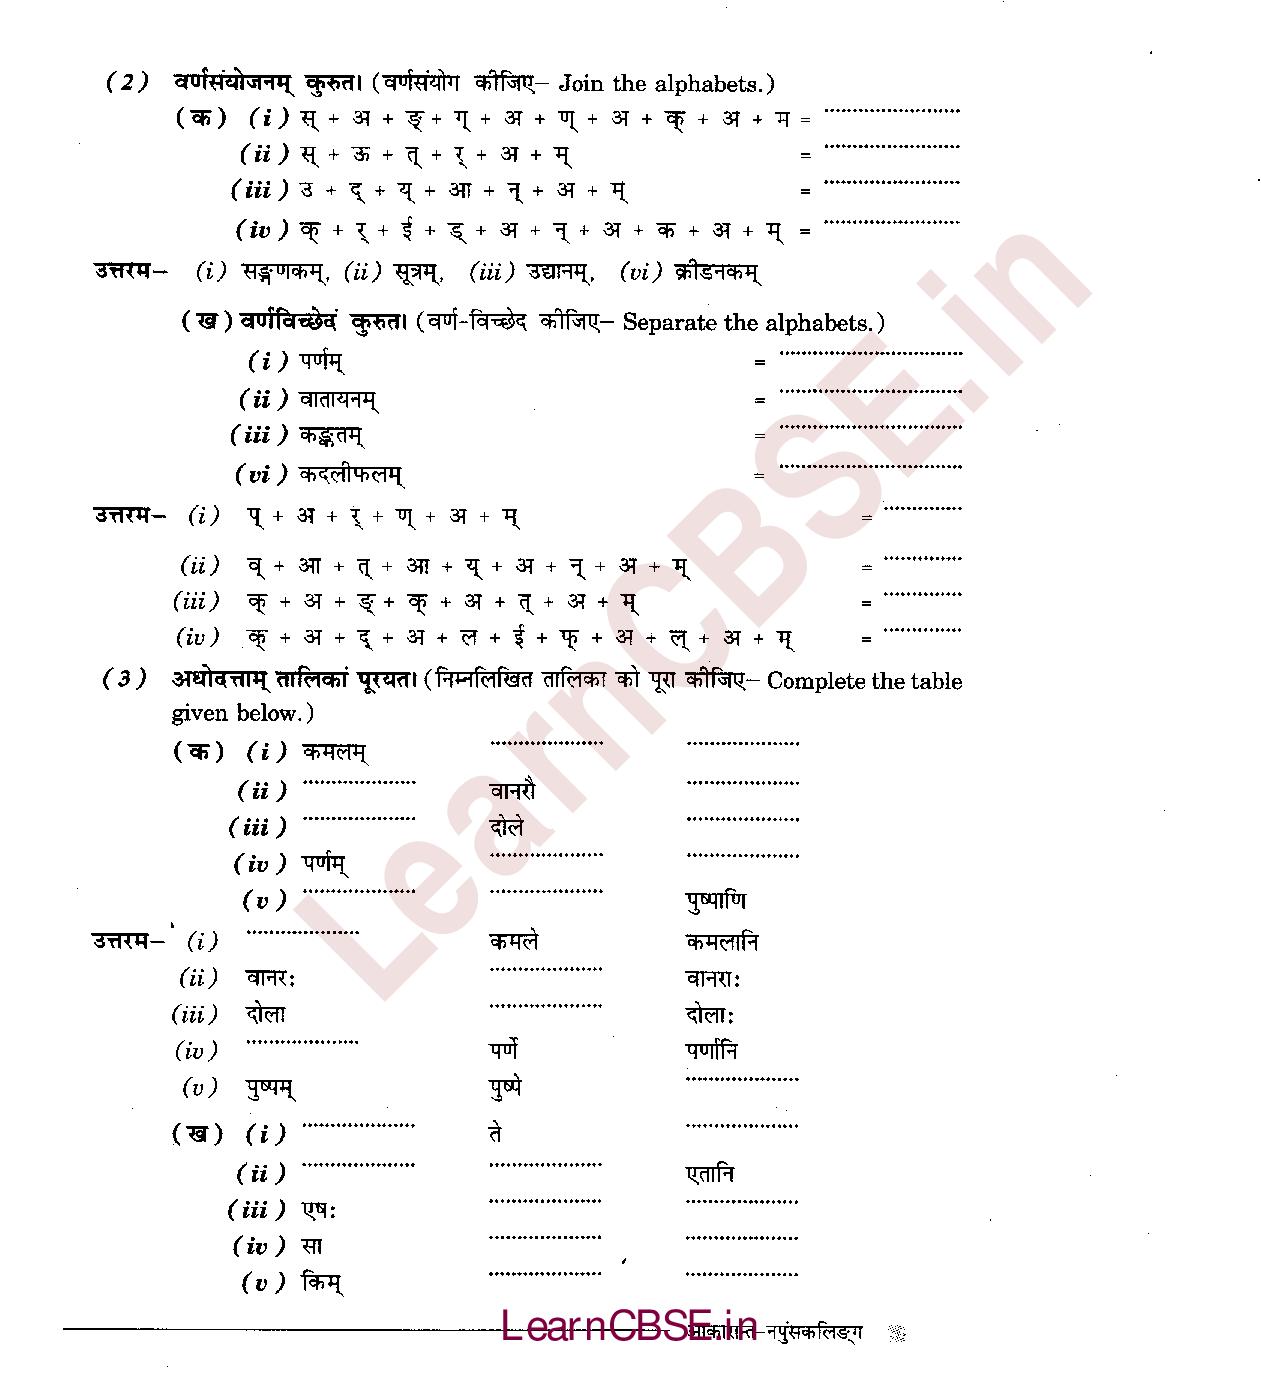 (2) वर्णसंयोजनम् कुरुत। (वर्णसंयोग कीजिए– Join the alphabets.)
(क) (i) स् + अ + ङ् + ग् + अ + ण् + अ + क् + अ + म = ........................
(ii) स् + ऊ + त् + र् + अ + म् = ........................
(iii) उ + द् + य् + आ + न् + अ + म् = ........................
(iv) क् + र् + ई + ड् + अ + न् + अ + क + अ + म् = ........................
उत्तरम– (i) सङ्गणकम्, (ii) सूत्रम्, (iii) उद्यानम्, (vi) क्रीडनकम्
(ख) वर्णविच्छेदं कुरुत। (वर्ण-विच्छेद कीजिए– Separate the alphabets.)
(i) पर्णम् = ................................
(ii) वातायनम् = ................................
(iii) कङ्कतम् = ................................
(vi) कदलीफलम् = ................................
उत्तरम– (i) प् + अ + र् + ण् + अ + म् = ..............
(ii) व् + आ + त् + आ + य् + अ + न् + अ + म् = ..............
(iii) क् + अ + ङ् + क् + अ + त् + अ + म् = ..............
(iv) क् + अ + द् + अ + ल + ई + फ् + अ + ल् + अ + म् = ..............
(3) अधोदत्ताम् तालिकां पूरयत। (निम्नलिखित तालिका को पूरा कीजिए– Complete the table
given below.)
(क) (i) कमलम् .................... ....................
(ii) .................... वानरौ ....................
(iii) .................... दोले ....................
(iv) पर्णम् .................... ....................
(v) .................... .................... पुष्पाणि
उत्तरम– (i) .................... कमले कमलानि
(ii) वानर: .................... वानरा:
(iii) दोला .................... दोला:
(iv) .................... पर्णे पर्णानि
(v) पुष्पम् पुष्पे ....................
(ख) (i) .................... ते ....................
(ii) .................... .................... एतानि
(iii) एष: .................... ....................
(iv) सा .................... ....................
(v) किम् .................... ....................
LearnCBSE.in
–नपुंसकलिङ्ग
LearnCBSE.in